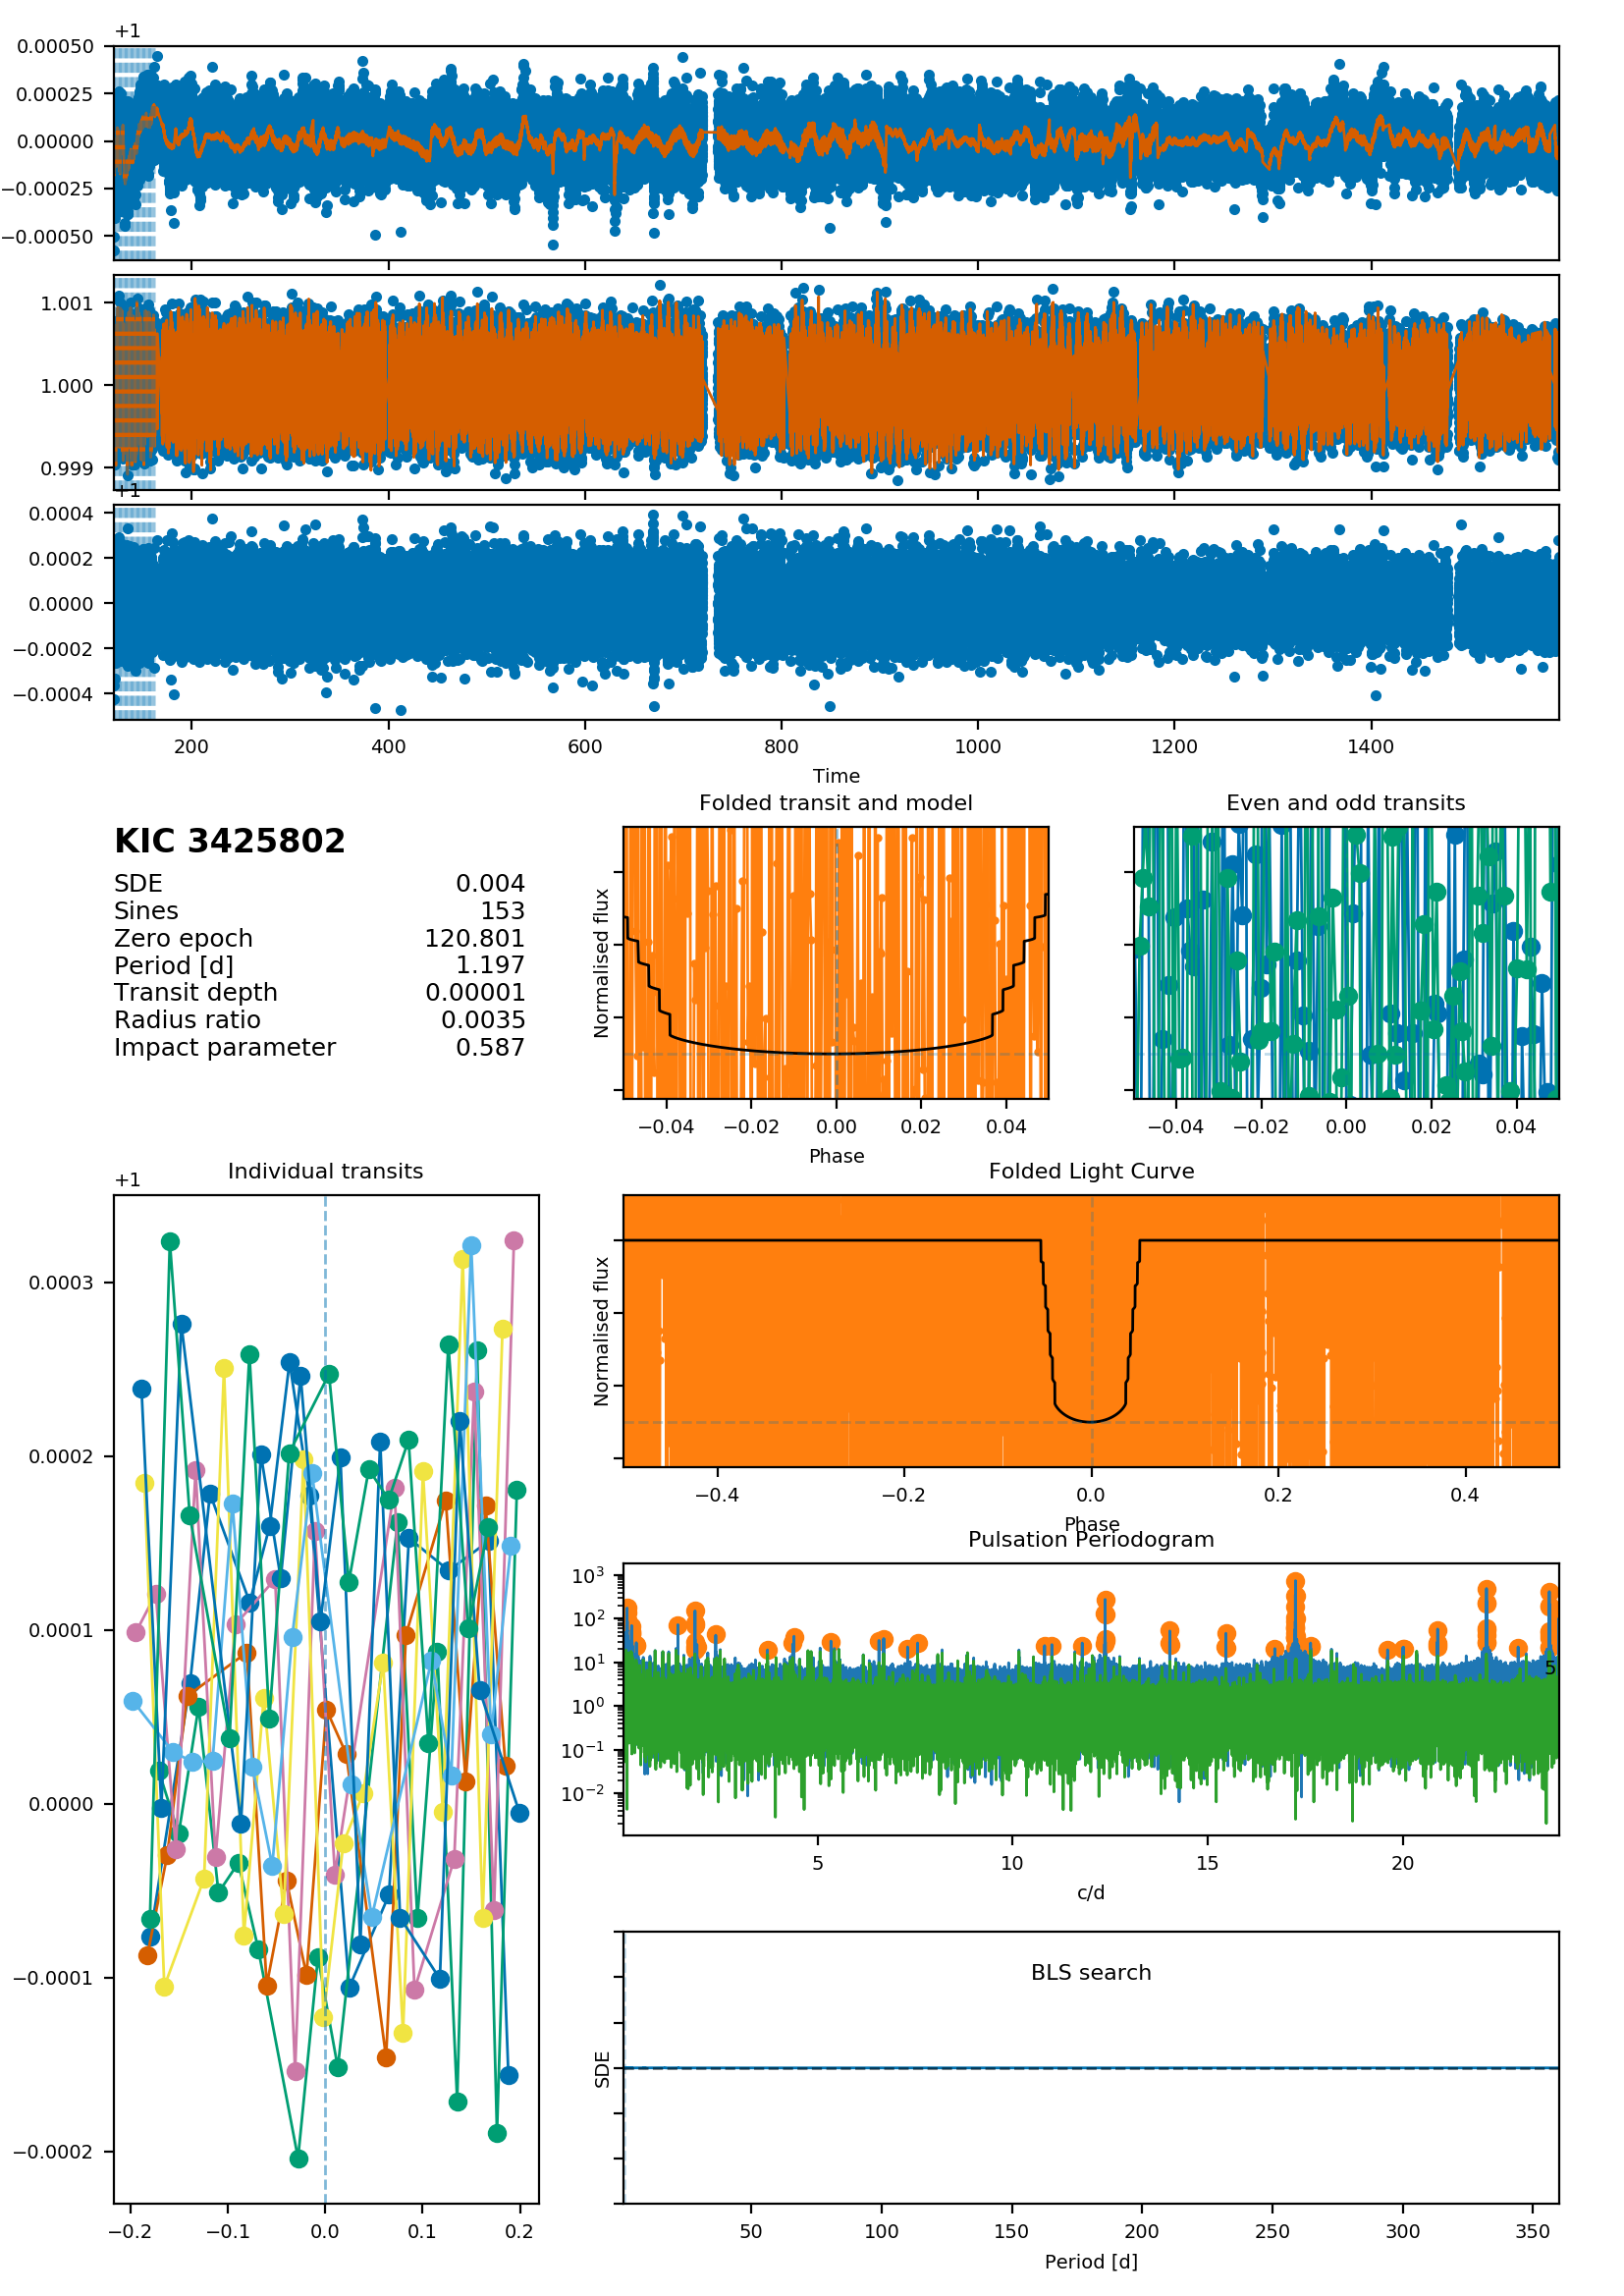 +1
0.00050
0.00025
0.00000
−0.00025
−0.00050
1.001
1.000
0.999
+1
0.0004
0.0002
0.0000
−0.0002
−0.0004
200 400 600 800 1000 1200 1400
Time
KIC 3425802
SDE 0.004
Sines 153
Zero epoch 120.801
Period [d] 1.197
Transit depth 0.00001
Radius ratio 0.0035
Impact parameter 0.587
Folded transit and model
Normalised flux
−0.04 −0.02 0.00 0.02 0.04
Phase
Even and odd transits
−0.04 −0.02 0.00 0.02 0.04
Individual transits
+1
0.0003
0.0002
0.0001
0.0000
−0.0001
−0.0002
−0.2 −0.1 0.0 0.1 0.2
Folded Light Curve
Normalised flux
−0.4 −0.2 0.0 0.2 0.4
Phase
Pulsation Periodogram
10³
10²
10¹
10⁰
10⁻¹
10⁻²
5
5 10 15 20
c/d
BLS search
SDE
50 100 150 200 250 300 350
Period [d]